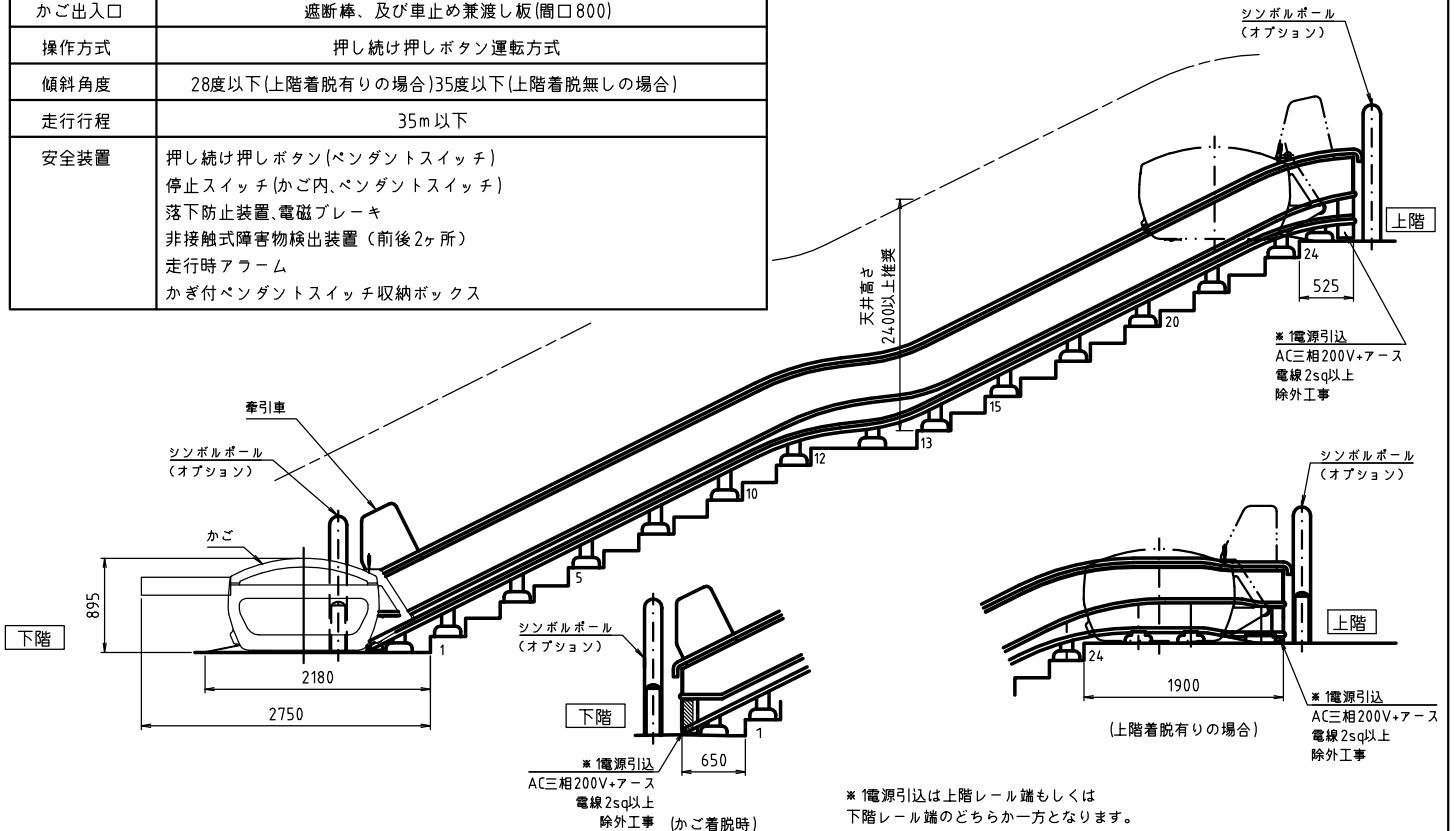 かご出入口 遮断棒、及び車止め兼渡し板(間口800)
操作方式 押し続け押しボタン運転方式
傾斜角度 28度以下(上階着脱有りの場合)35度以下(上階着脱無しの場合)
走行行程 35m以下
安全装置 押し続け押しボタン(ペンダントスイッチ)
停止スイッチ(かご内、ペンダントスイッチ)
落下防止装置、電磁ブレーキ
非接触式障害物検出装置（前後2ヶ所）
走行時アラーム
かぎ付ペンダントスイッチ収納ボックス
シンボルポール
(オプション)
上階
24
525
※1電源引込
AC三相200V+アース
電線2sq以上
除外工事
天井高さ
2400以上推奨
20
15
13
12
10
5
1
牽引車
シンボルポール
(オプション)
かご
895
下階
2180
2750
シンボルポール
(オプション)
下階
1
650
※1電源引込
AC三相200V+アース
電線2sq以上
除外工事
(かご着脱時)
シンボルポール
(オプション)
上階
24
1900
(上階着脱有りの場合)
※1電源引込
AC三相200V+アース
電線2sq以上
除外工事
※1電源引込は上階レール端もしくは
下階レール端のどちらか一方となります。